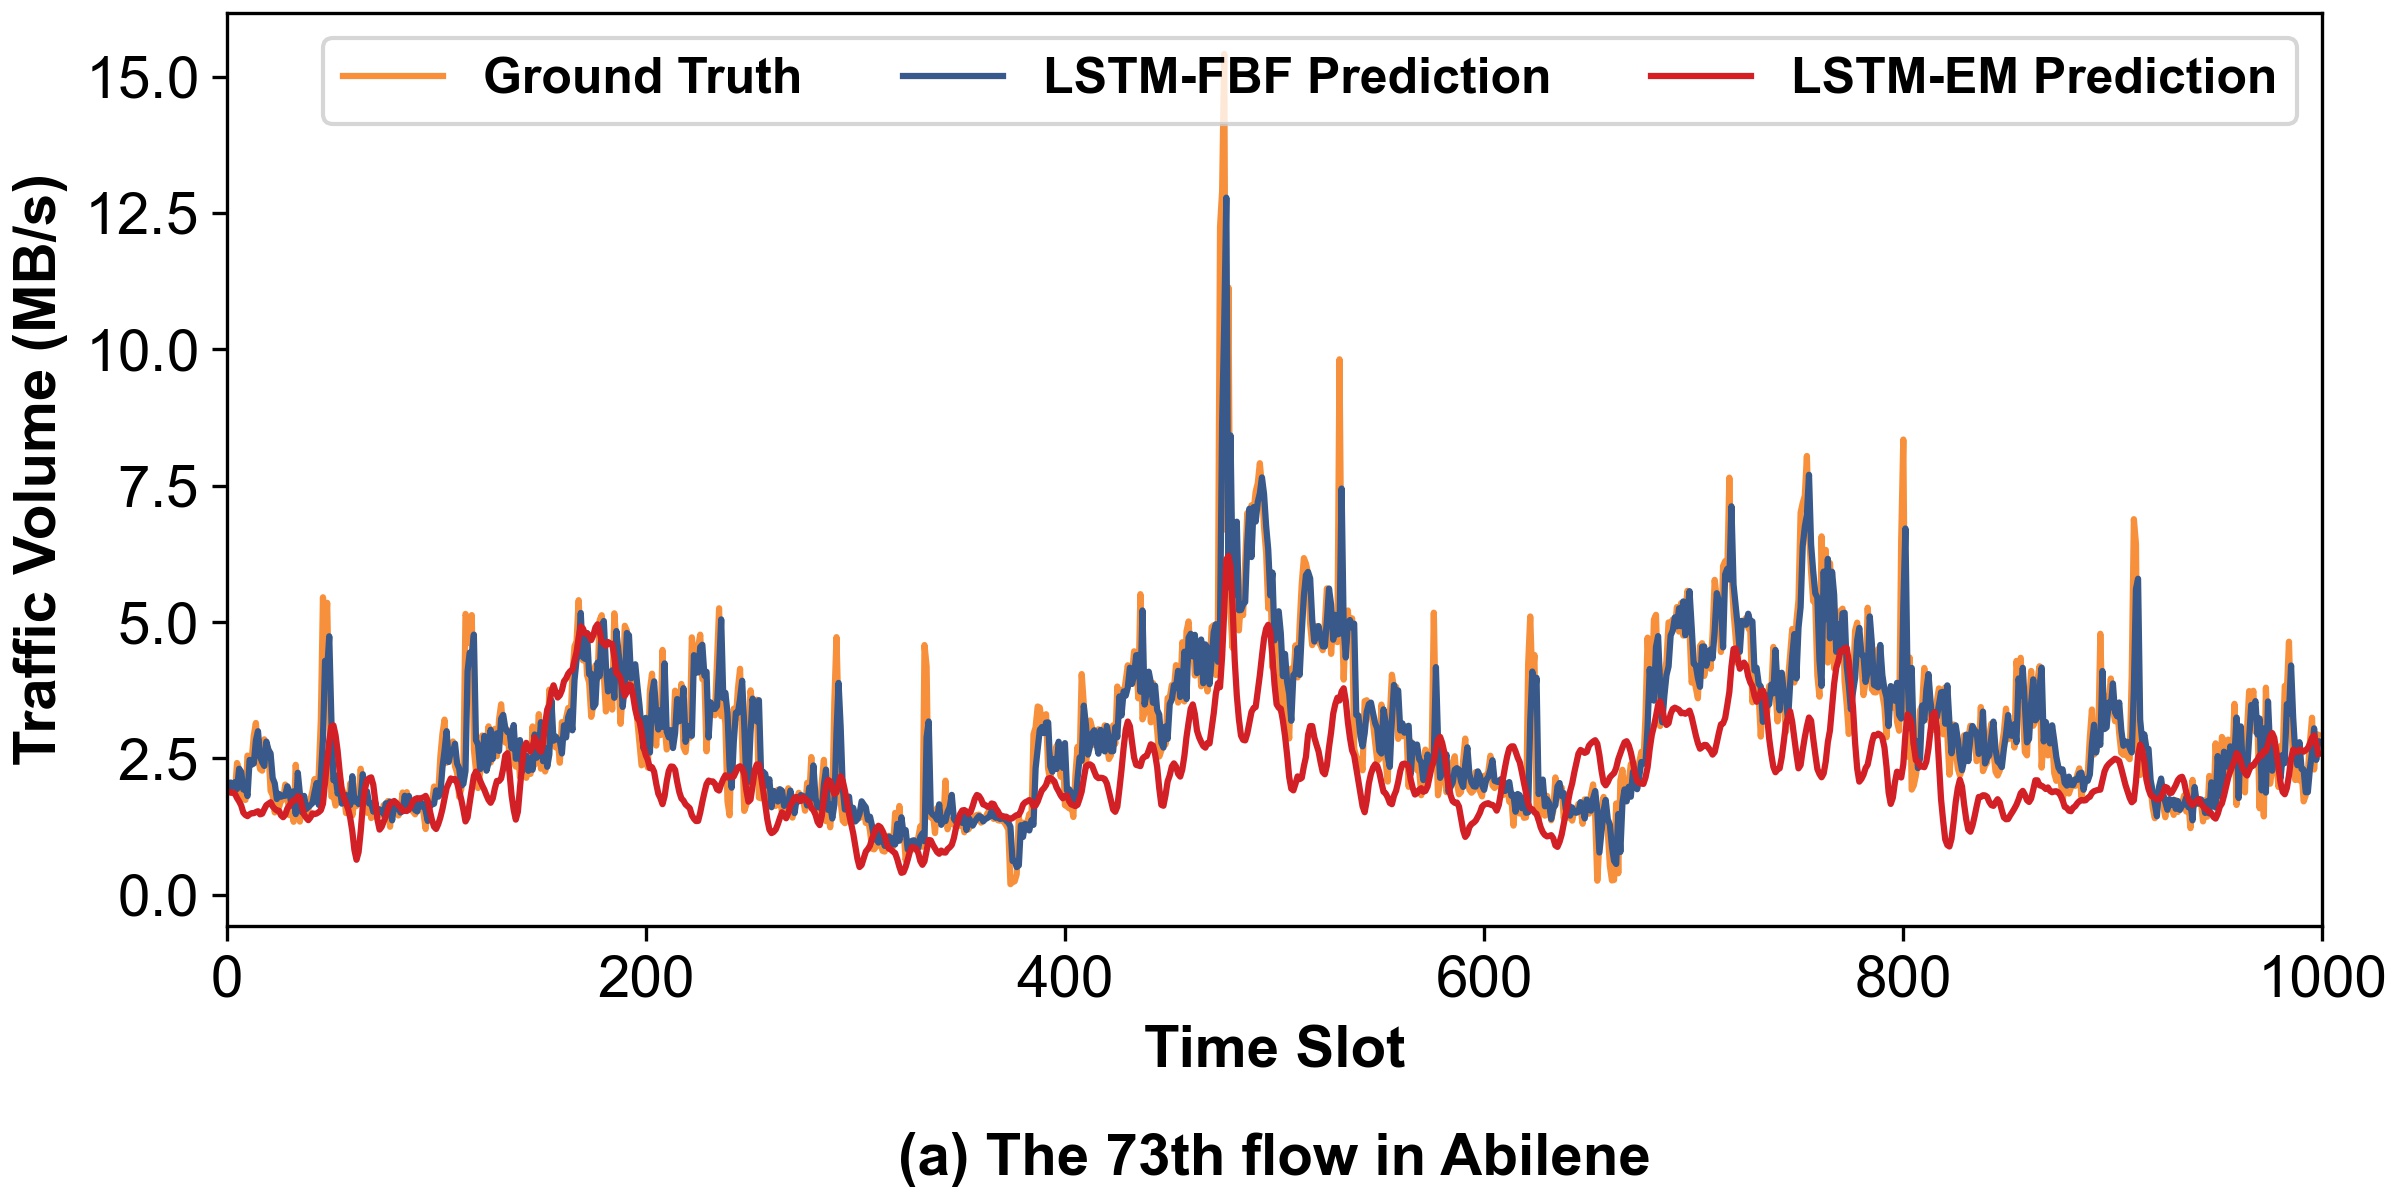 Ground Truth LSTM-FBF Prediction LSTM-EM Prediction
15.0
12.5
10.0
7.5
5.0
2.5
0.0
Traffic Volume (MB/s)
0 200 400 600 800 1000
Time Slot
(a) The 73th flow in Abilene